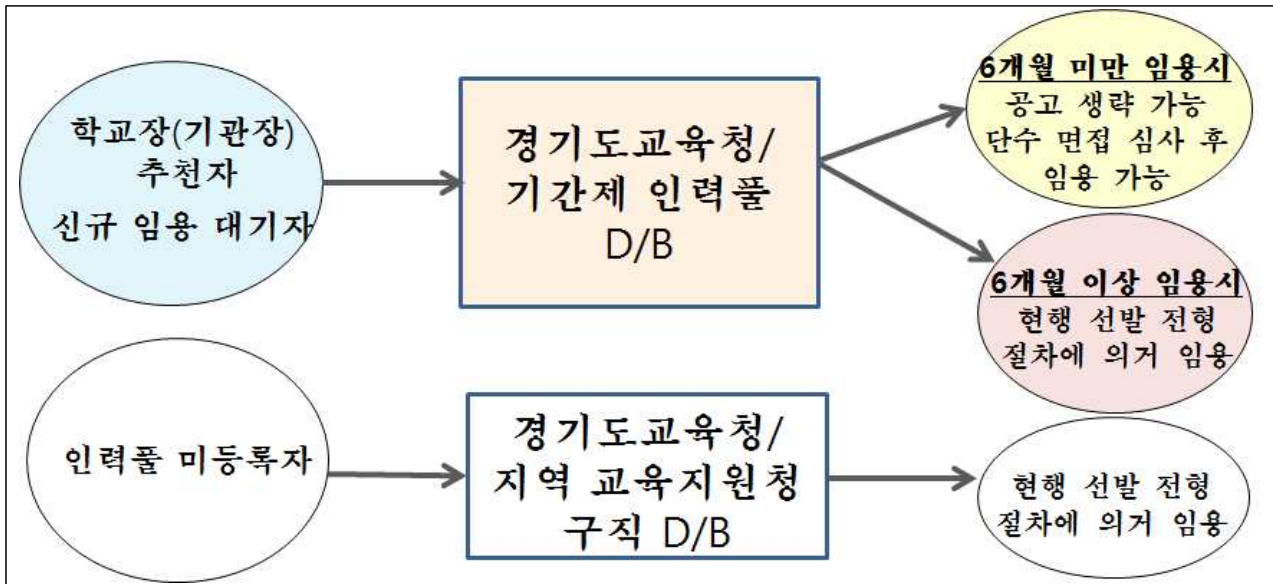 학교장(기관장)
추천자
신규 임용 대기자
경기도교육청/
기간제 인력풀
D/B
6개월 미만 임용시
공고 생략 가능
단수 면접 심사 후
임용 가능
6개월 이상 임용시
현행 선발 전형
절차에 의거 임용
인력풀 미등록자
경기도교육청/
지역 교육지원청
구직 D/B
현행 선발 전형
절차에 의거 임용